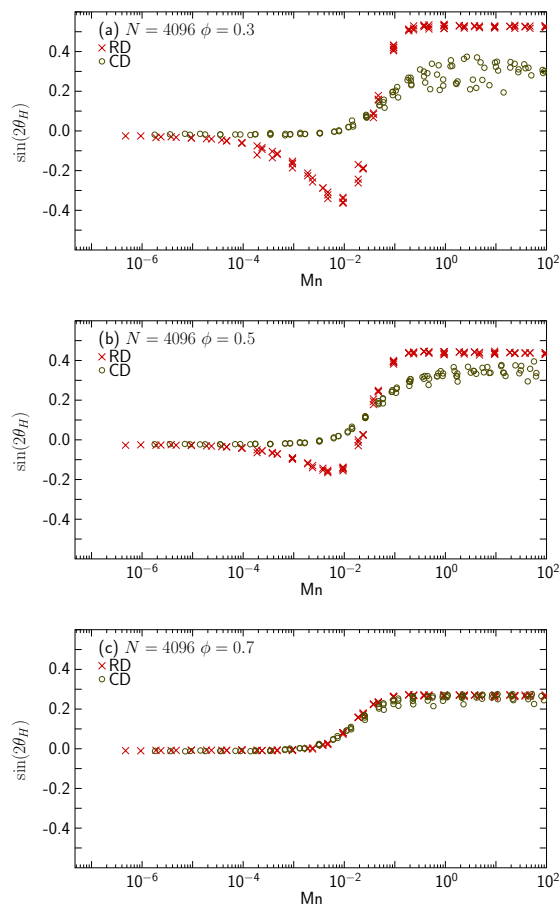 (a) N = 4096 ϕ = 0.3
RD
CD
0.4
0.2
0.0
-0.2
-0.4
sin(2θ_H)
10^-6 10^-4 10^-2 10^0 10^2
Mn
(b) N = 4096 ϕ = 0.5
RD
CD
0.4
0.2
0.0
-0.2
-0.4
sin(2θ_H)
10^-6 10^-4 10^-2 10^0 10^2
Mn
(c) N = 4096 ϕ = 0.7
RD
CD
0.4
0.2
0.0
-0.2
-0.4
sin(2θ_H)
10^-6 10^-4 10^-2 10^0 10^2
Mn